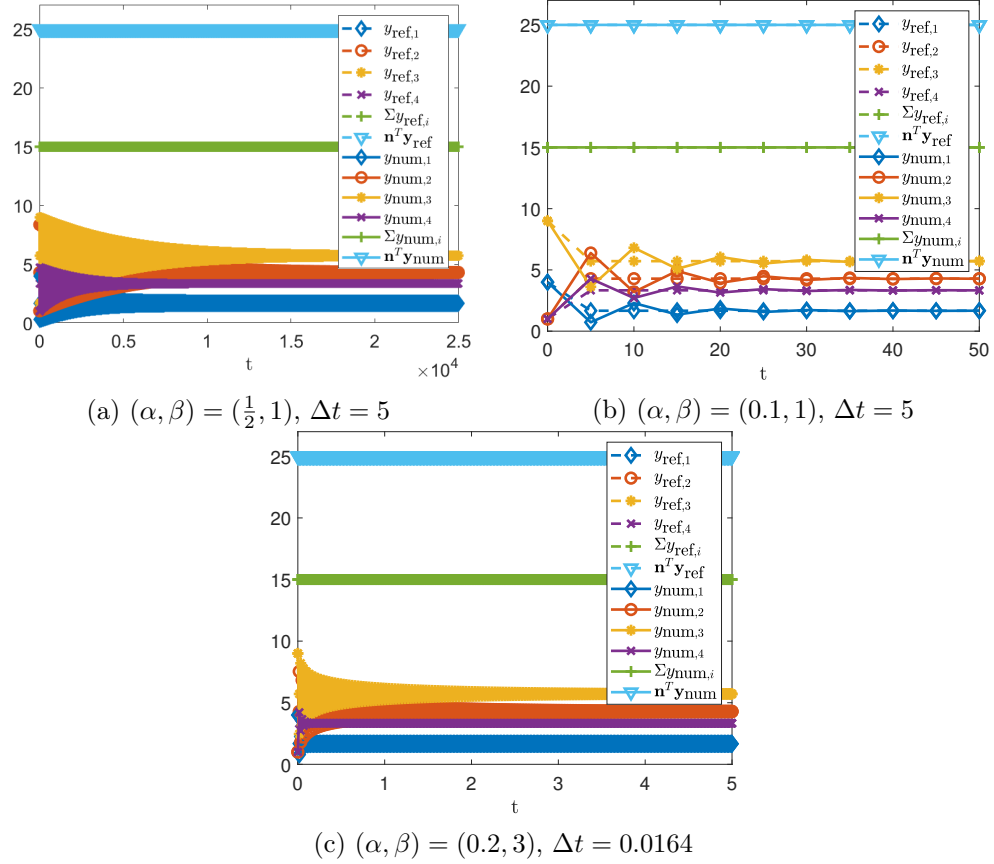 25
20
15
10
5
0
0
0.5
1
1.5
2
2.5
×10⁴
t
y_ref,1
y_ref,2
y_ref,3
y_ref,4
Σy_ref,i
n^T y_ref
y_num,1
y_num,2
y_num,3
y_num,4
Σy_num,i
n^T y_num
(a) (α, β) = (1/2, 1), Δt = 5
25
20
15
10
5
0
0
10
20
30
40
50
t
y_ref,1
y_ref,2
y_ref,3
y_ref,4
Σy_ref,i
n^T y_ref
y_num,1
y_num,2
y_num,3
y_num,4
Σy_num,i
n^T y_num
(b) (α, β) = (0.1, 1), Δt = 5
25
20
15
10
5
0
0
1
2
3
4
5
t
y_ref,1
y_ref,2
y_ref,3
y_ref,4
Σy_ref,i
n^T y_ref
y_num,1
y_num,2
y_num,3
y_num,4
Σy_num,i
n^T y_num
(c) (α, β) = (0.2, 3), Δt = 0.0164